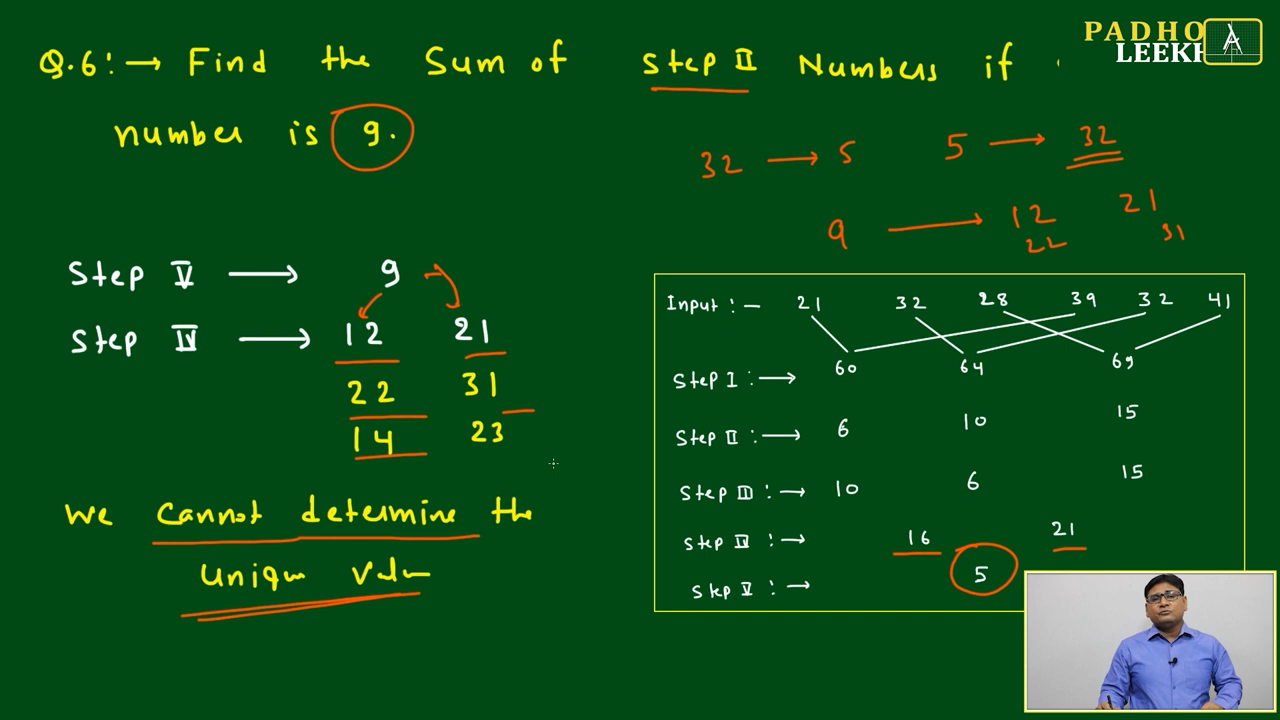 PADHO
LEEKH
Q.6:→ Find the Sum of Step II Numbers if
number is 9.
32 → 5 5 → 32
9 → 12 21
22 31
Step V → 9
Step IV → 12 21
22 31
14 23
We cannot determine the
unique value
Input :- 21 32 28 39 32 41
Step I :→ 60 64 69
Step II :→ 6 10 15
Step III :→ 10 6 15
Step IV :→ 16 21
Step V :→ 5